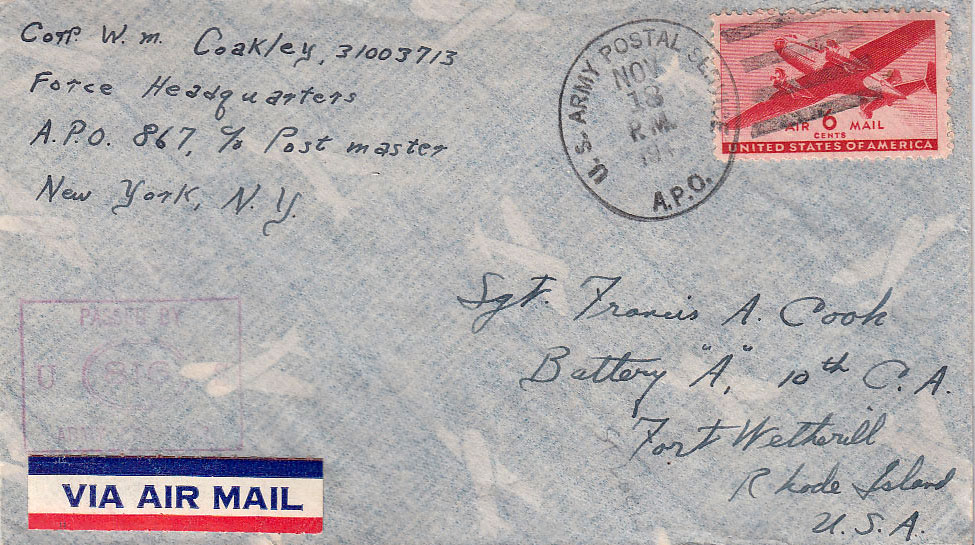 Corp. W. m. Coakley, 31003713
Force Headquarters
A.P.O. 867, c/o Post master
New York, N. Y.
U. S. ARMY POSTAL
NOV
18
P.M.
A.P.O.
AIR 6 MAIL
CENTS
UNITED STATES OF AMERICA
Sgt. Francis A. Cook
Battery "A", 10th C. A.
Fort Wetherill
Rhode Island
U. S. A.
PASSED BY
U
VIA AIR MAIL